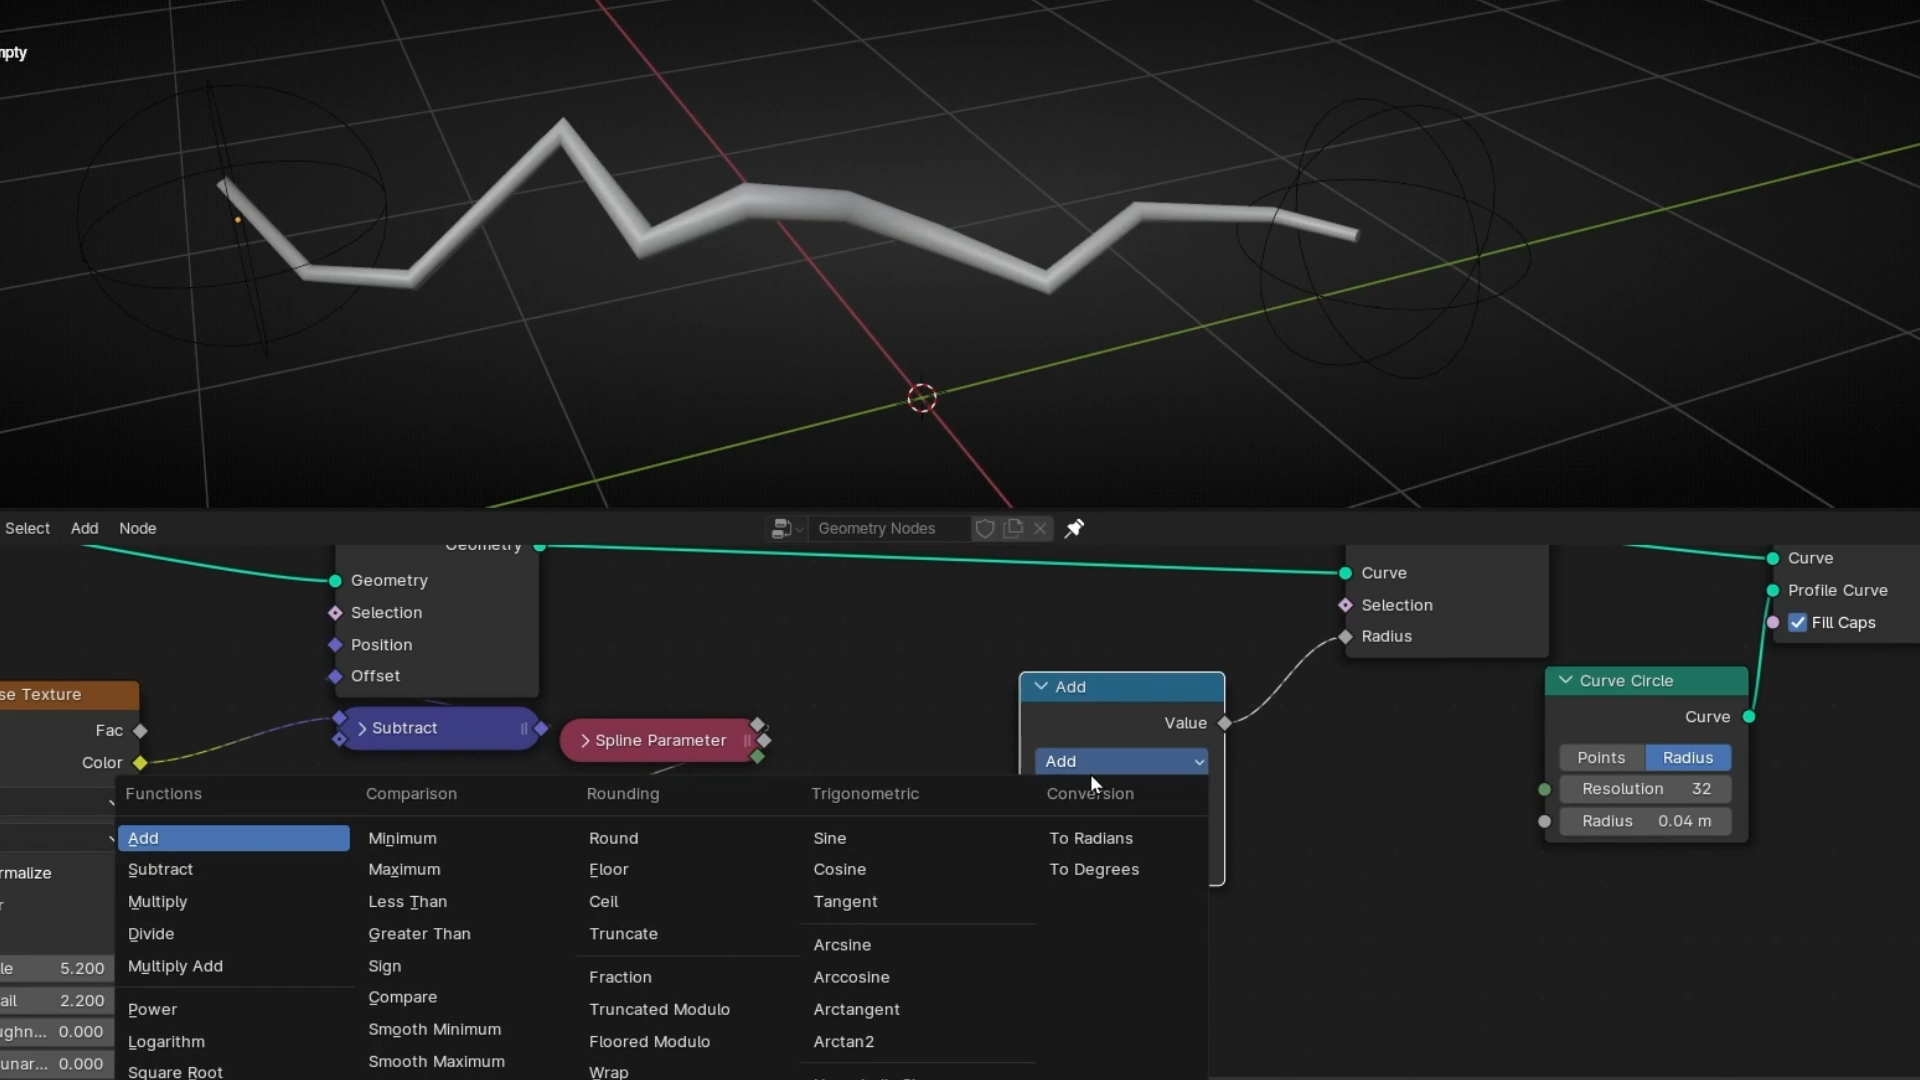 mpty
Select Add Node
Geometry Nodes
Geometry
Geometry
Selection
Position
Offset
Curve
Selection
Radius
Curve
Profile Curve
Fill Caps
se Texture
Fac
Color
Subtract
Spline Parameter
Add
Value
Add
Curve Circle
Curve
Points Radius
Resolution 32
Radius 0.04 m
rmalize
r
le 5.200
ail 2.200
ughn... 0.000
unar... 0.000
Functions
Add
Subtract
Multiply
Divide
Multiply Add
Power
Logarithm
Square Root
Comparison
Minimum
Maximum
Less Than
Greater Than
Sign
Compare
Smooth Minimum
Smooth Maximum
Rounding
Round
Floor
Ceil
Truncate
Fraction
Truncated Modulo
Floored Modulo
Wrap
Trigonometric
Sine
Cosine
Tangent
Arcsine
Arccosine
Arctangent
Arctan2
Conversion
To Radians
To Degrees